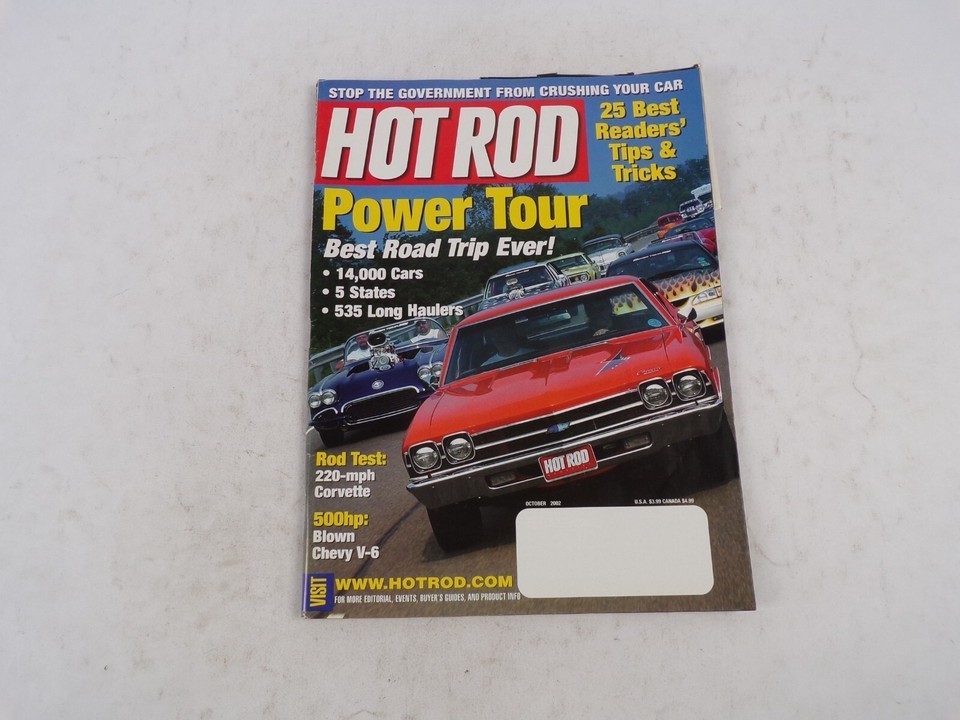 STOP THE GOVERNMENT FROM CRUSHING YOUR CAR
HOT ROD
25 Best
Readers'
Tips &
Tricks
Power Tour
Best Road Trip Ever!
• 14,000 Cars
• 5 States
• 535 Long Haulers
HOT ROD
Rod Test:
220-mph
Corvette
500hp:
Blown
Chevy V-6
OCTOBER 2002
U.S.A. $3.99 CANADA $4.99
VISIT
WWW.HOTROD.COM
FOR MORE EDITORIAL, EVENTS, BUYER'S GUIDES, AND PRODUCT INFO